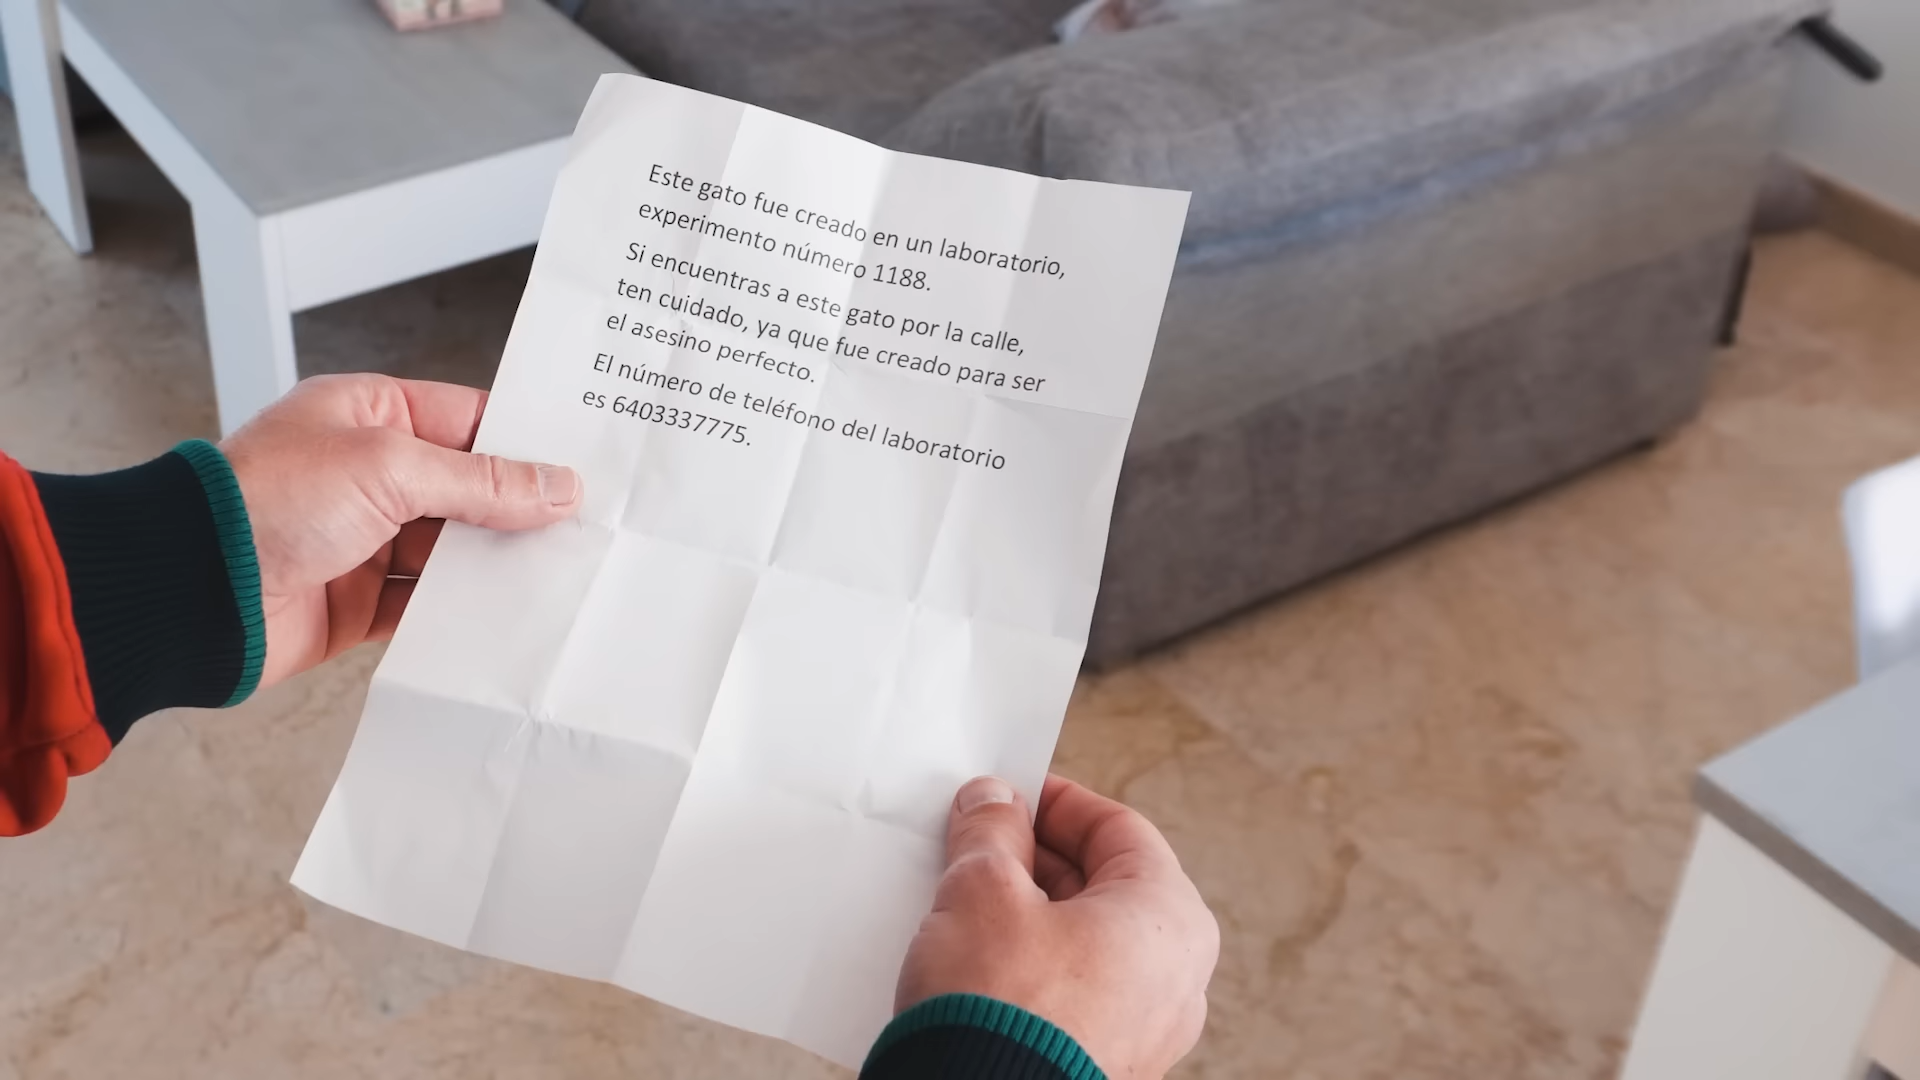 Este gato fue creado en un laboratorio,
experimento número 1188.
Si encuentras a este gato por la calle,
ten cuidado, ya que fue creado para ser
el asesino perfecto.
El número de teléfono del laboratorio
es 6403337775.